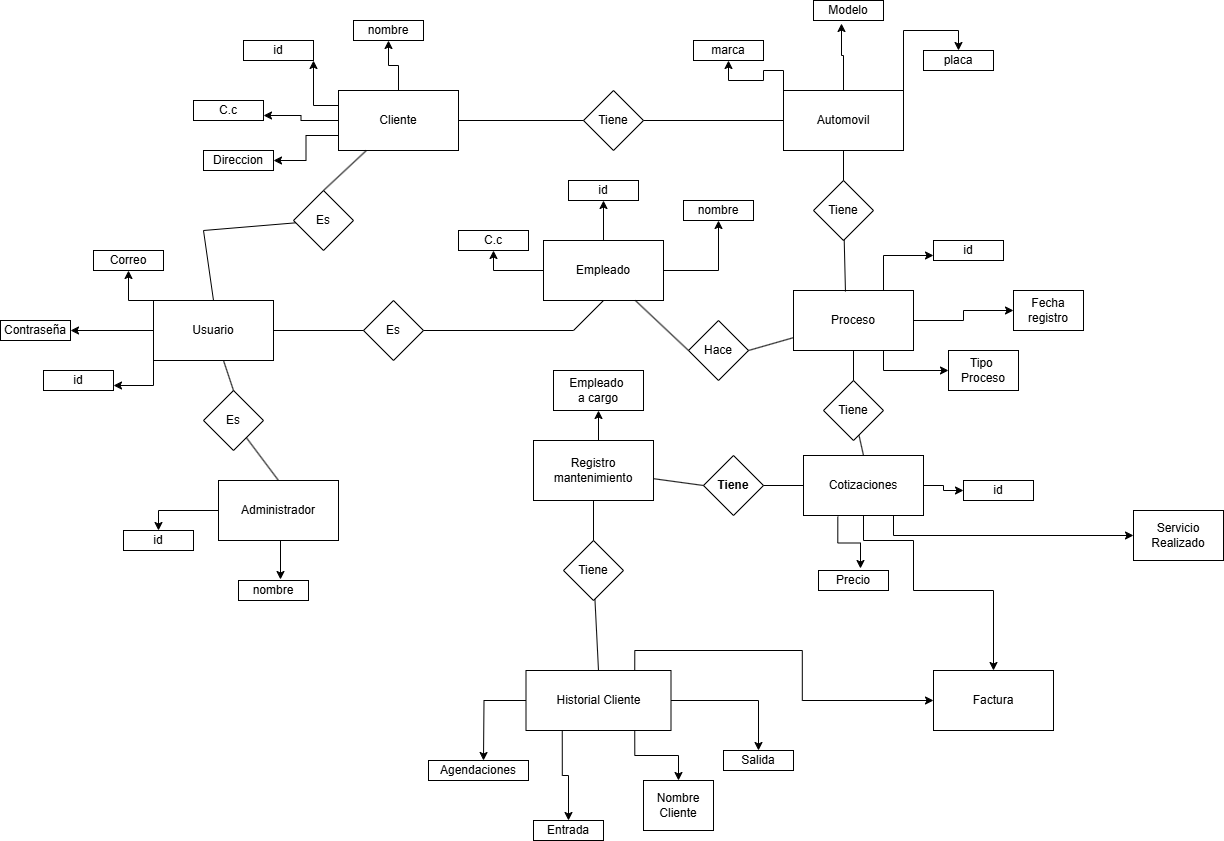 Modelo
nombre
id
marca
placa
C.c
Cliente
Tiene
Automovil
Direccion
id
Es
nombre
Tiene
C.c
Correo
Empleado
id
Fecha
registro
Contraseña
Usuario
Es
Hace
Proceso
Tipo
Proceso
id
Empleado
a cargo
Es
Tiene
Registro
mantenimiento
Tiene
Cotizaciones
id
Administrador
id
Servicio
Realizado
nombre
Tiene
Precio
Historial Cliente
Factura
Agendaciones
Salida
Nombre
Cliente
Entrada